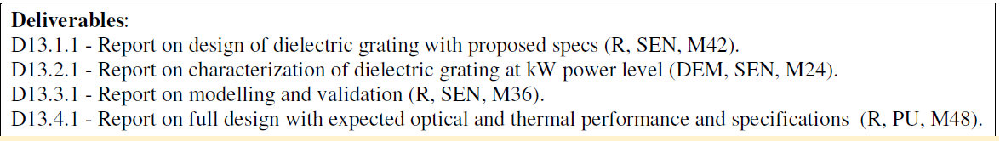 Deliverables:
D13.1.1 - Report on design of dielectric grating with proposed specs (R, SEN, M42).
D13.2.1 - Report on characterization of dielectric grating at kW power level (DEM, SEN, M24).
D13.3.1 - Report on modelling and validation (R, SEN, M36).
D13.4.1 - Report on full design with expected optical and thermal performance and specifications (R, PU, M48).